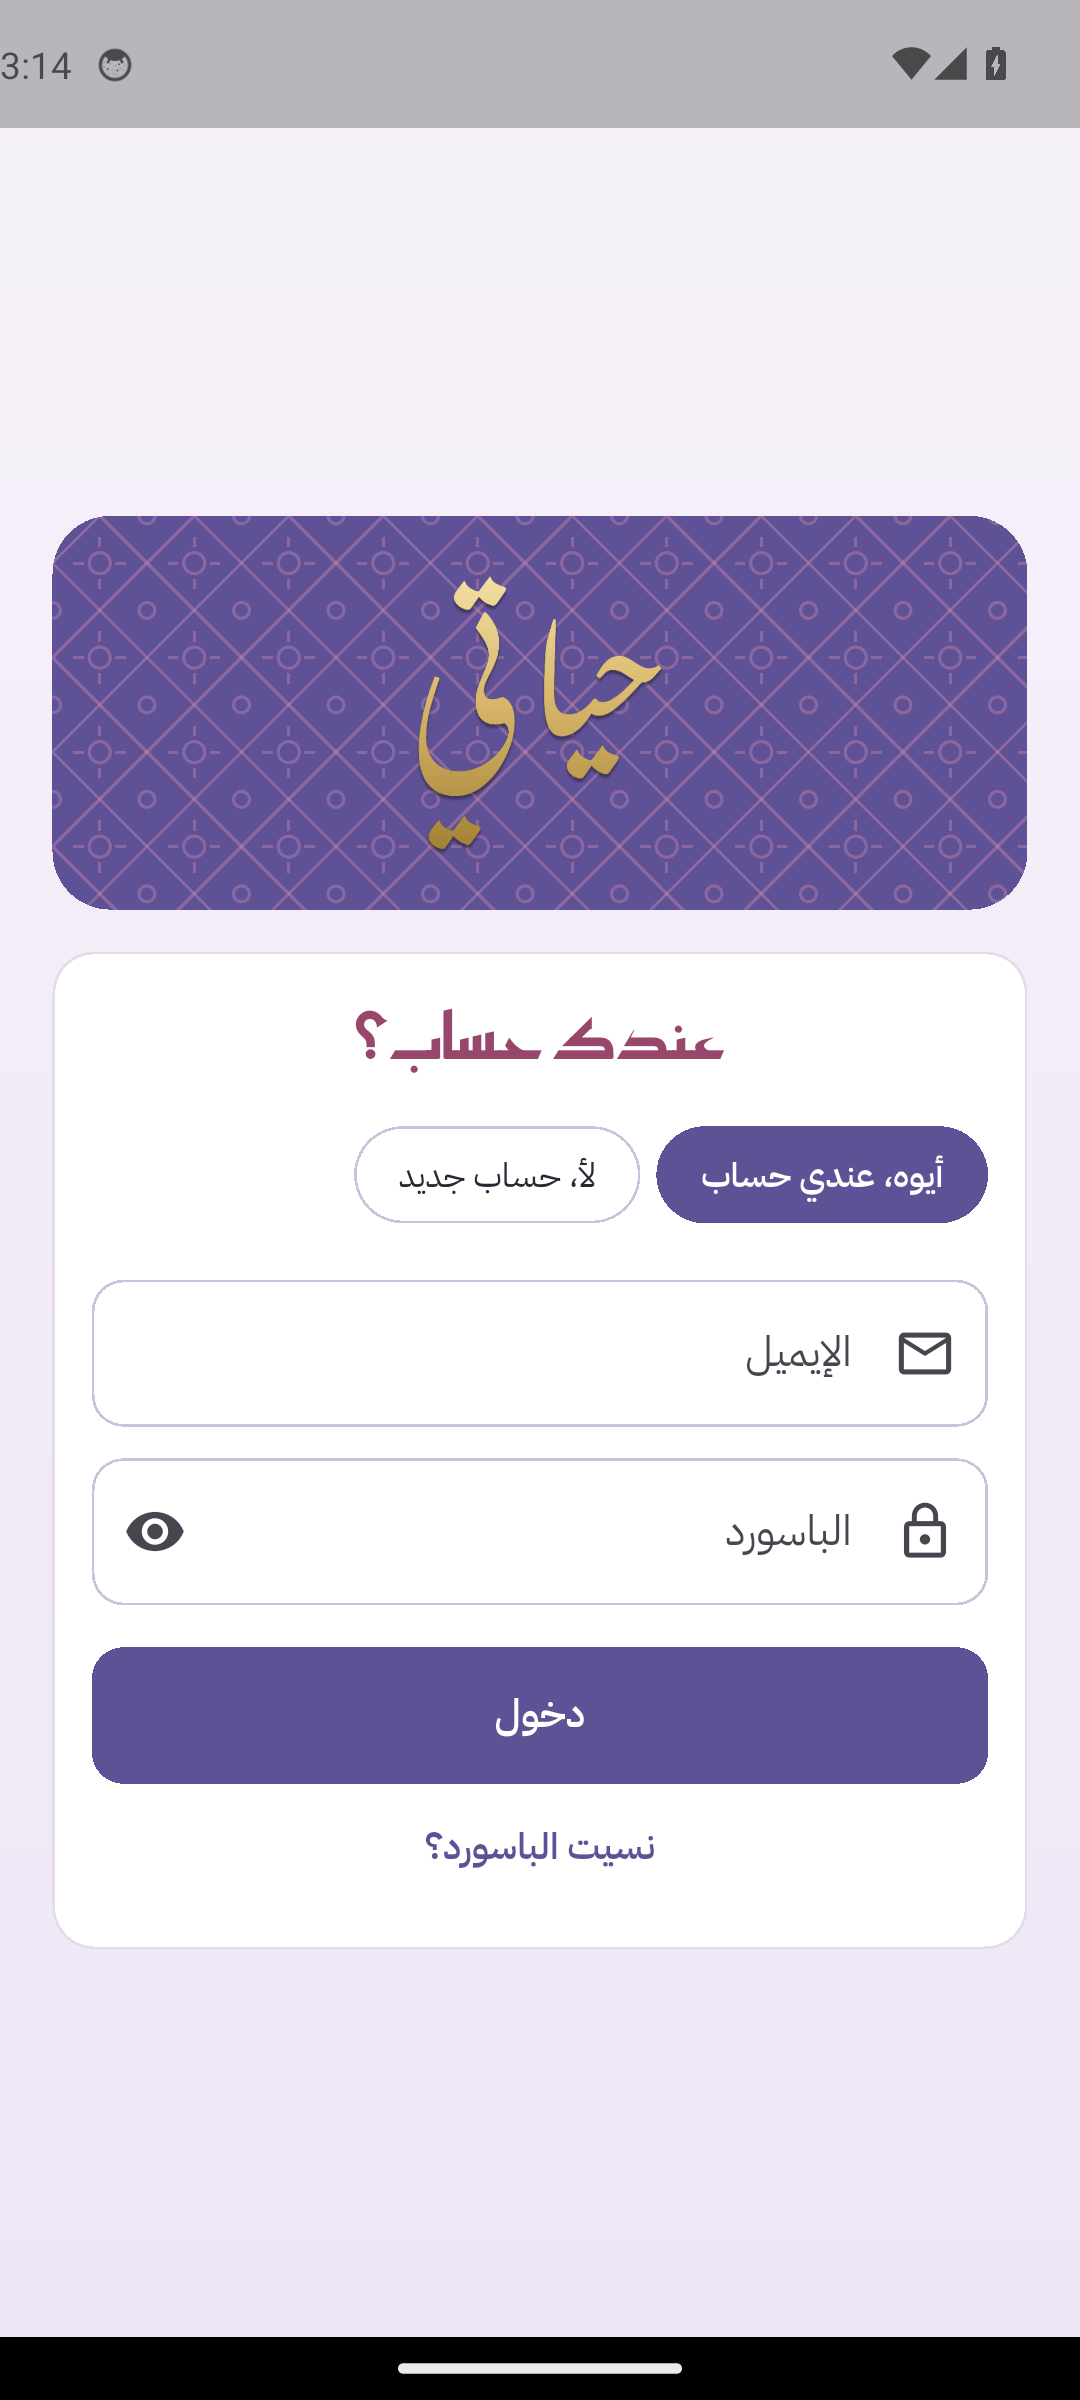 3:14
حياتي
عندك حساب؟
أيوه، عندي حساب
لأ، حساب جديد
الإيميل
الباسورد
دخول
نسيت الباسورد؟